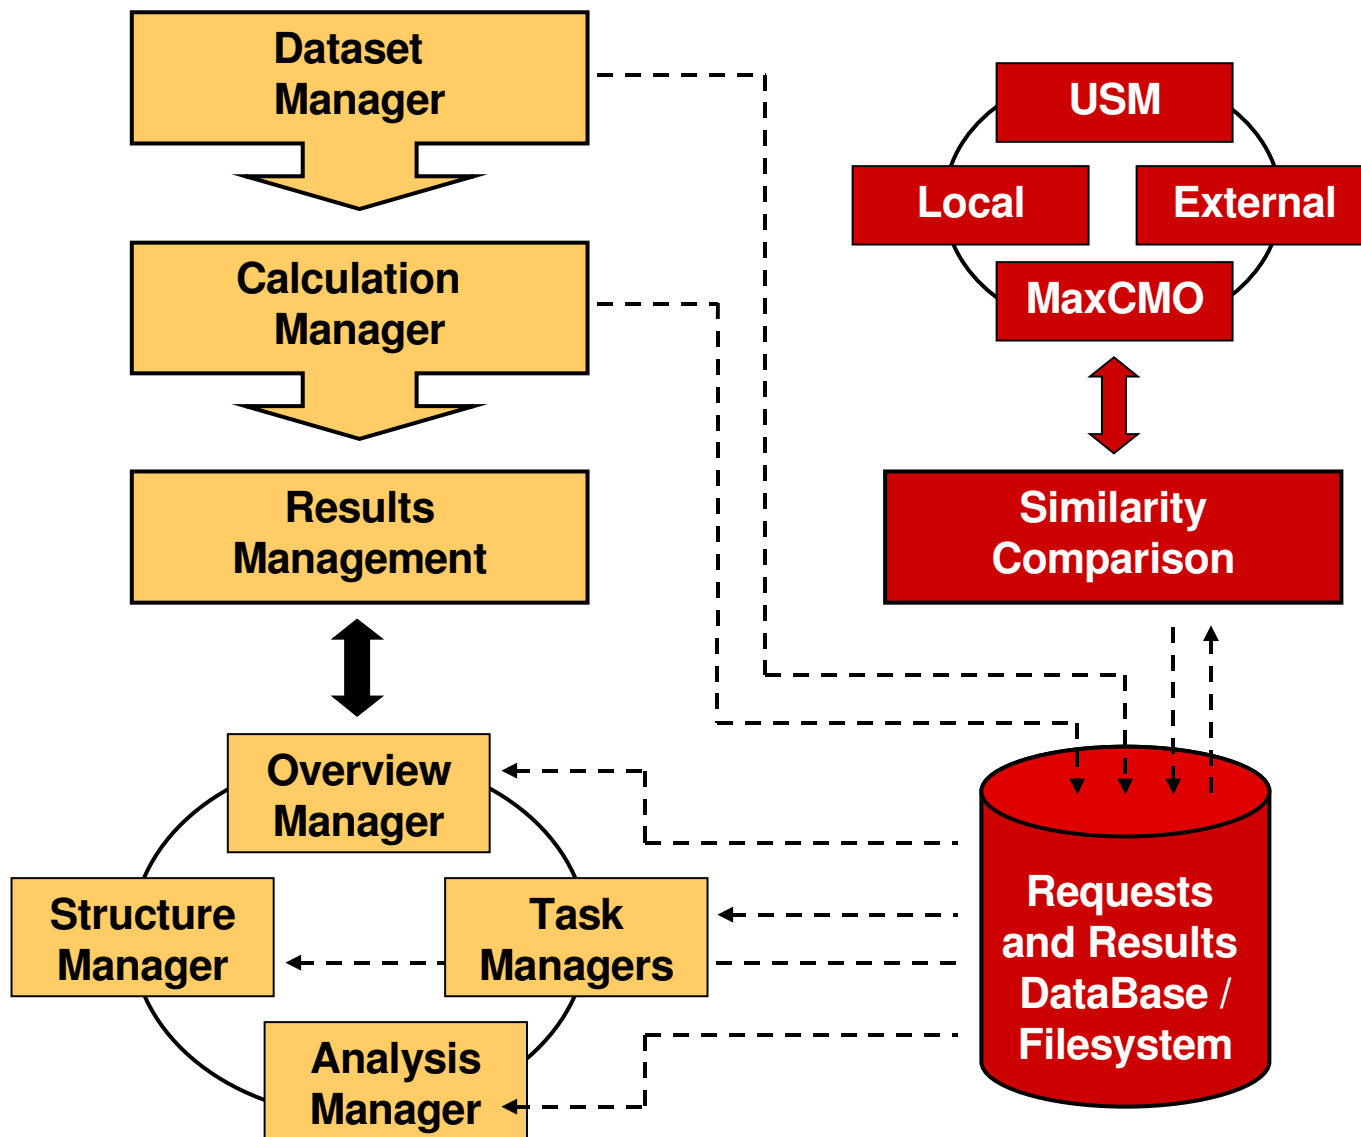 Dataset
Manager
Calculation
Manager
Results
Management
Overview
Manager
Structure
Manager
Task
Managers
Analysis
Manager
USM
Local
External
MaxCMO
Similarity
Comparison
Requests
and Results
DataBase /
Filesystem